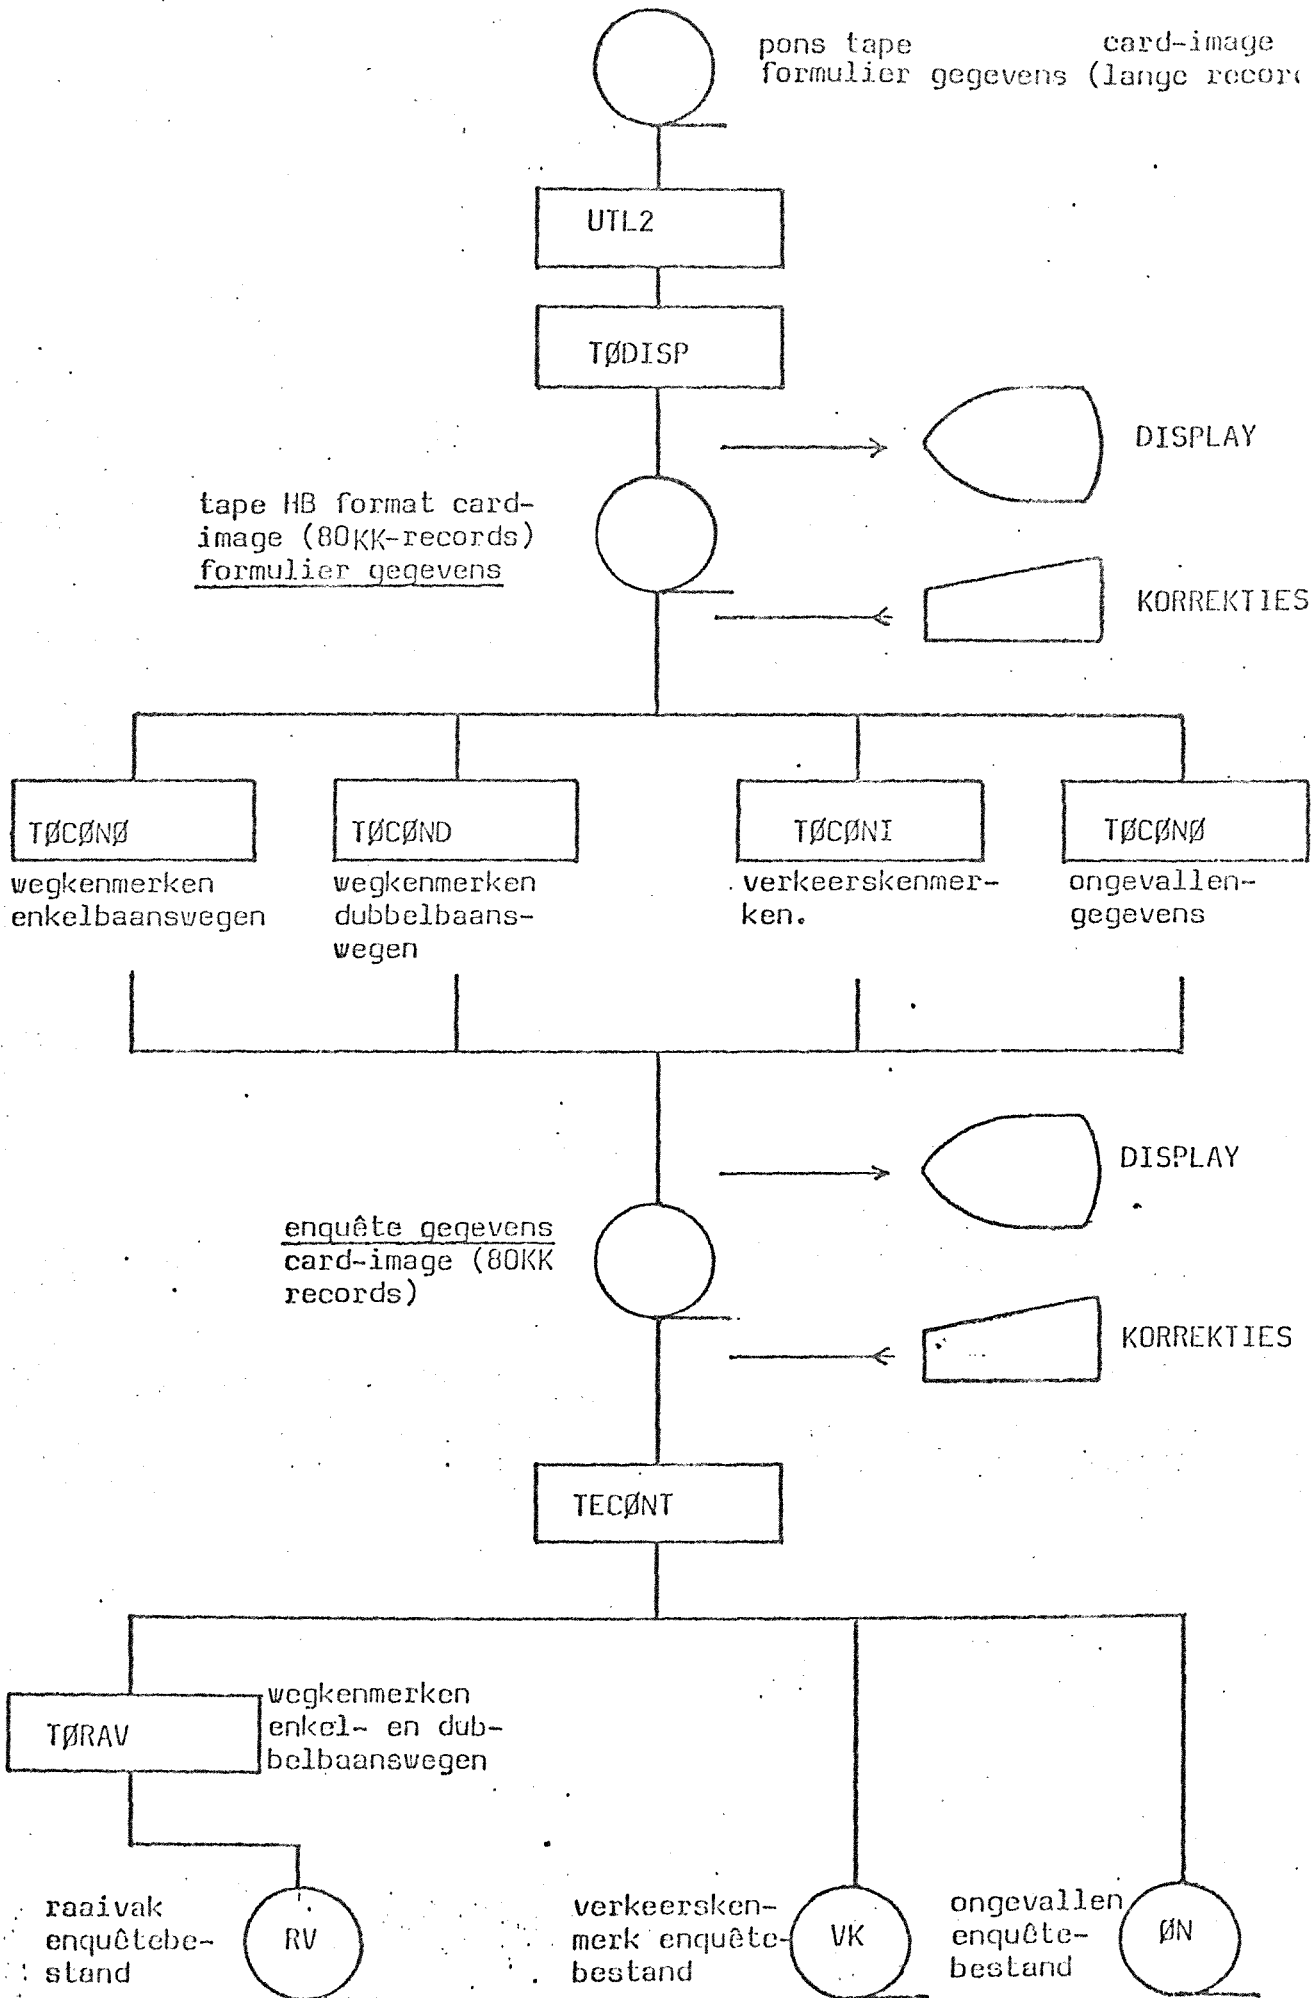 pons tape card-image
formulier gegevens (lange recor
UTL2
TØDISP
DISPLAY
tape HB format card-
image (80KK-records)
formulier gegevens
KORREKTIES
TØCØNØ
TØCØND
TØCØNI
TØCØNØ
wegkenmerken
enkelbaanswegen
wegkenmerken
dubbelbaans-
wegen
verkeerskenmer-
ken.
ongevallen-
gegevens
DISPLAY
enquête gegevens
card-image (80KK
records)
KORREKTIES
TECØNT
TØRAV
wegkenmerken
enkel- en dub-
belbaanswegen
raaivak
enquêtebe-
stand
RV
verkeersken-
merk enquête-
bestand
VK
ongevallen
enquête-
bestand
ØN